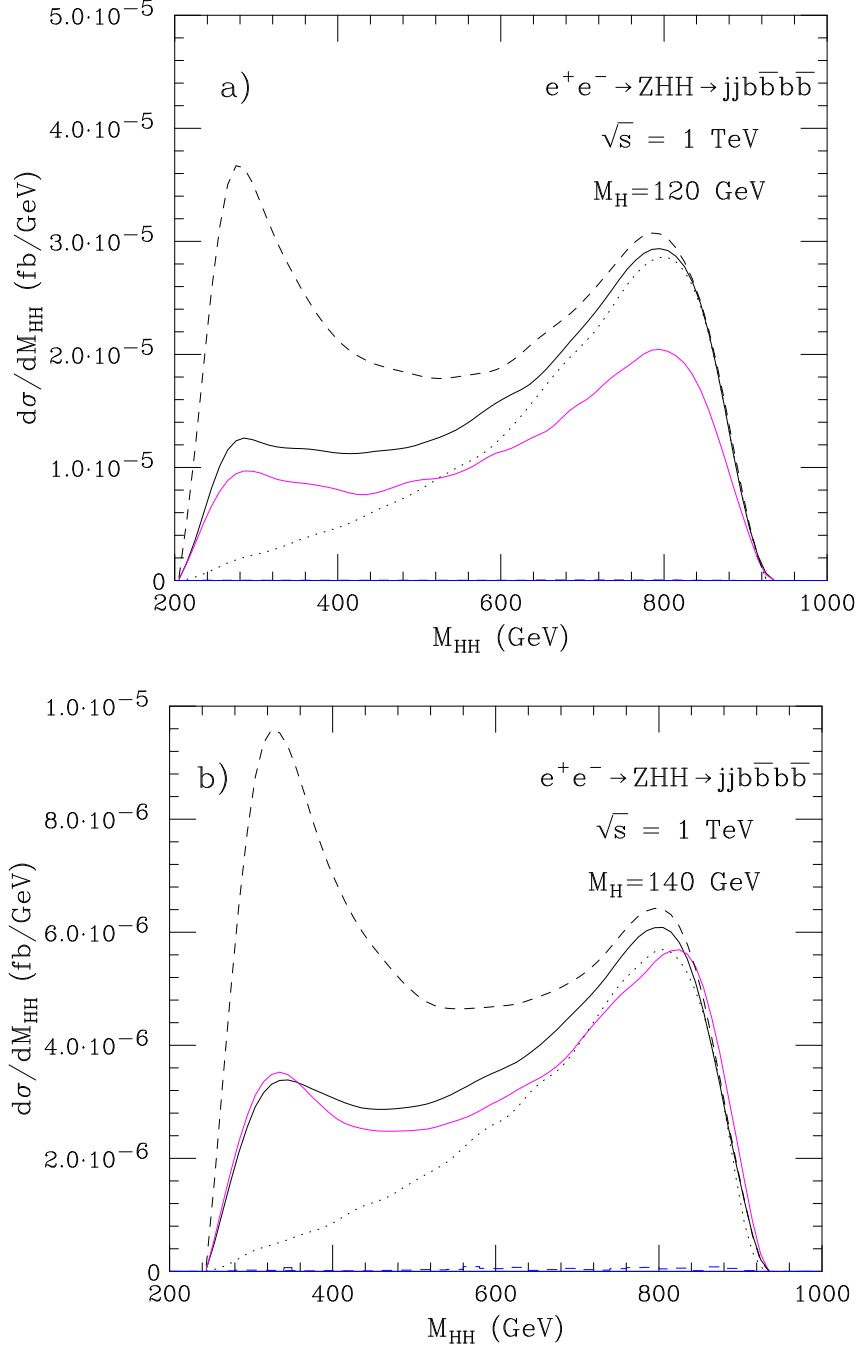 5.0·10⁻⁵
a)
e⁺e⁻→ZHH→jjbb̅bb̅
4.0·10⁻⁵
√s = 1 TeV
M_H=120 GeV
3.0·10⁻⁵
dσ/dM_HH (fb/GeV)
2.0·10⁻⁵
1.0·10⁻⁵
0
200 400 600 800 1000
M_HH (GeV)
1.0·10⁻⁵
b)
e⁺e⁻→ZHH→jjbb̅bb̅
8.0·10⁻⁶
√s = 1 TeV
M_H=140 GeV
6.0·10⁻⁶
dσ/dM_HH (fb/GeV)
4.0·10⁻⁶
2.0·10⁻⁶
0
200 400 600 800 1000
M_HH (GeV)